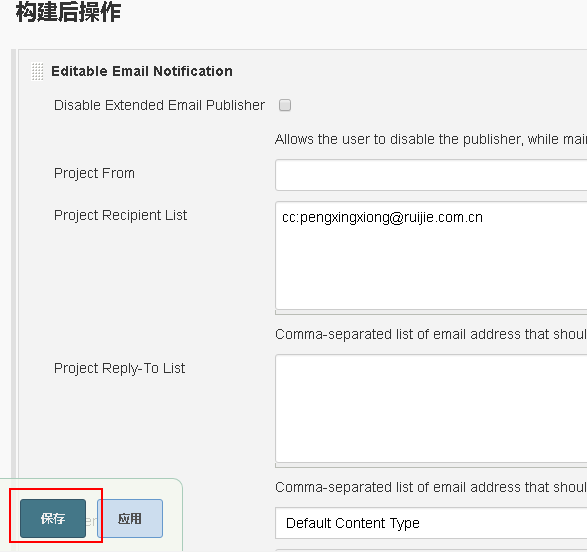 构建后操作
Editable Email Notification
Disable Extended Email Publisher
Allows the user to disable the publisher, while mai
Project From
Project Recipient List
cc:pengxingxiong@ruijie.com.cn
Comma-separated list of email address that shoul
Project Reply-To List
Comma-separated list of email address that shoul
保存
应用
Default Content Type